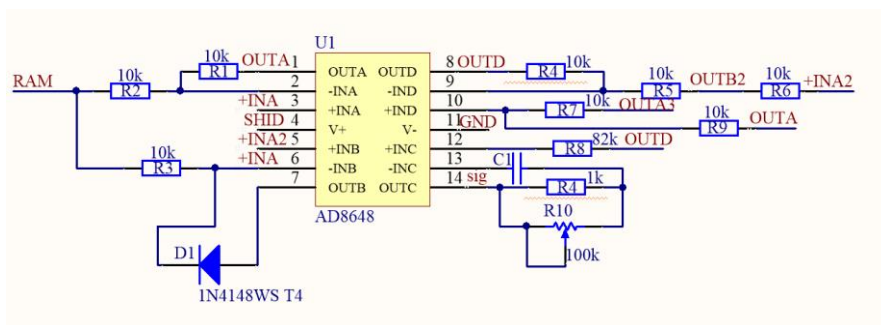 U1
10k
OUTA 1
8 OUTD
10k
RAM
10k
R1
2
OUTA
OUTD
R4
9
10k
OUTB2
10k
R2
-INA
-IND
R5
R6
+INA2
+INA
3
+INA
+IND
10
R7
10k
OUTA3
SHID
4
V+
V-
11
GND
10k
OUTA
+INA2
5
+INB
+INC
12
82k
OUTD
R9
10k
+INA
6
-INB
-INC
13
C1
R8
R3
7
OUTB
OUTC
14
sig
R4
1k
AD8648
R10
D1
100k
1N4148WS T4